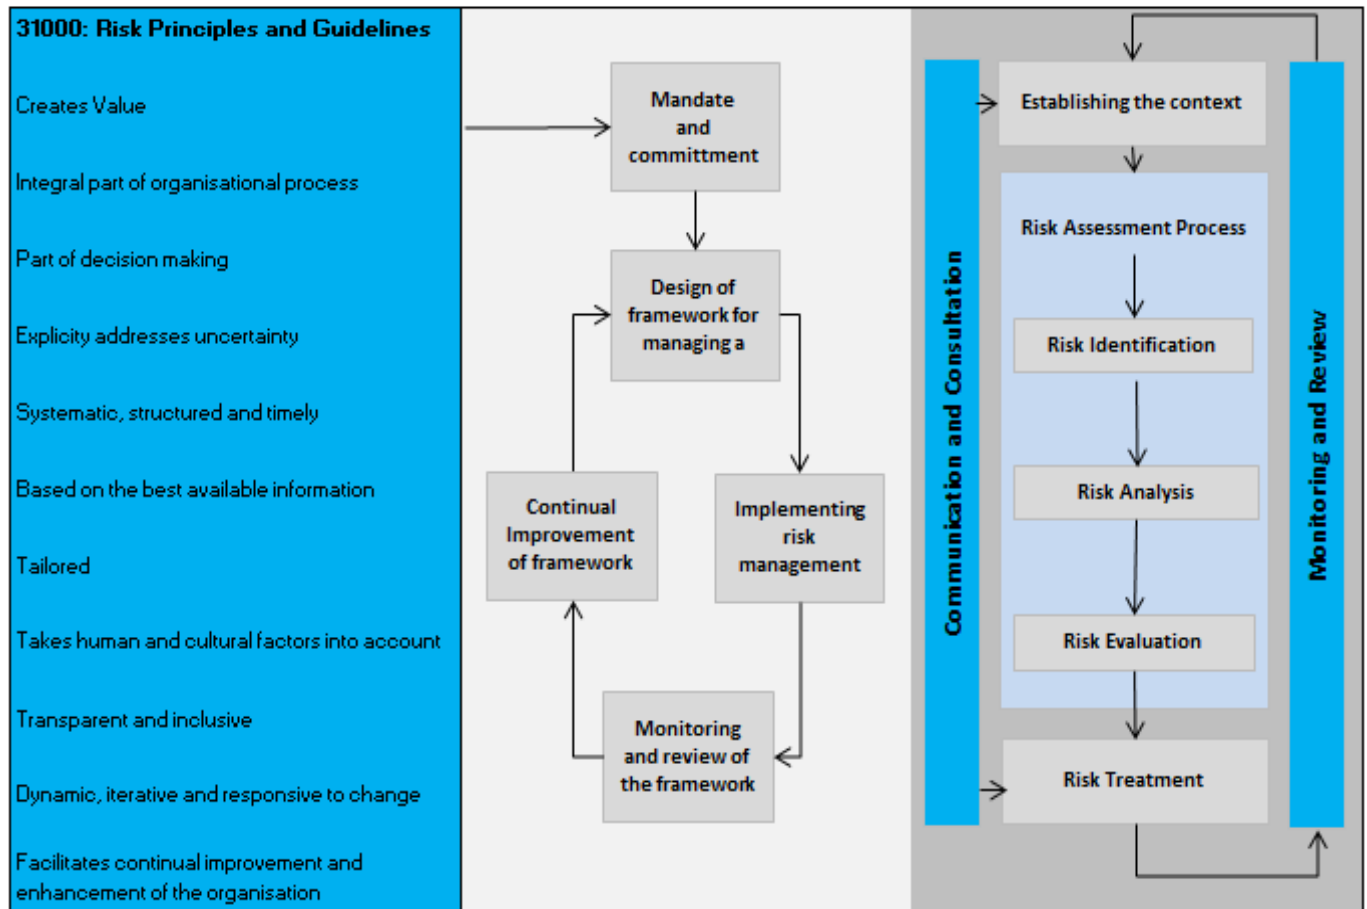 31000: Risk Principles and Guidelines
Creates Value
Integral part of organisational process
Part of decision making
Explicity addresses uncertainty
Systematic, structured and timely
Based on the best available information
Tailored
Takes human and cultural factors into account
Transparent and inclusive
Dynamic, iterative and responsive to change
Facilitates continual improvement and
enhancement of the organisation
Mandate
and
committment
Design of
framework for
managing a
Implementing
risk
management
Monitoring
and review of
the framework
Continual
Improvement
of framework
Communication and Consultation
Establishing the context
Risk Assessment Process
Risk Identification
Risk Analysis
Risk Evaluation
Risk Treatment
Monitoring and Review